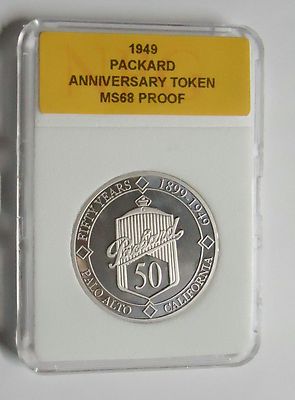 1949
PACKARD
ANNIVERSARY TOKEN
MS68 PROOF
FIFTY YEARS
1899-1949
Packard
50
PALO ALTO
CALIFORNIA